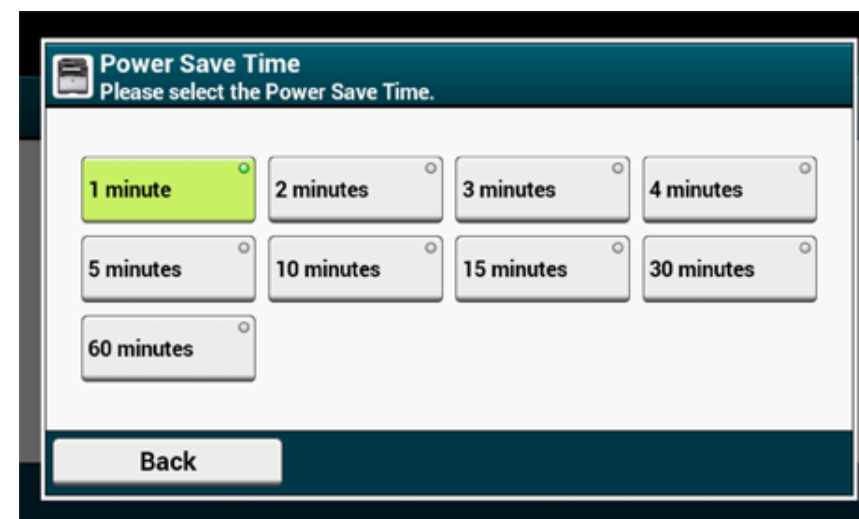 Power Save Time
Please select the Power Save Time.
1 minute
2 minutes
3 minutes
4 minutes
5 minutes
10 minutes
15 minutes
30 minutes
60 minutes
Back